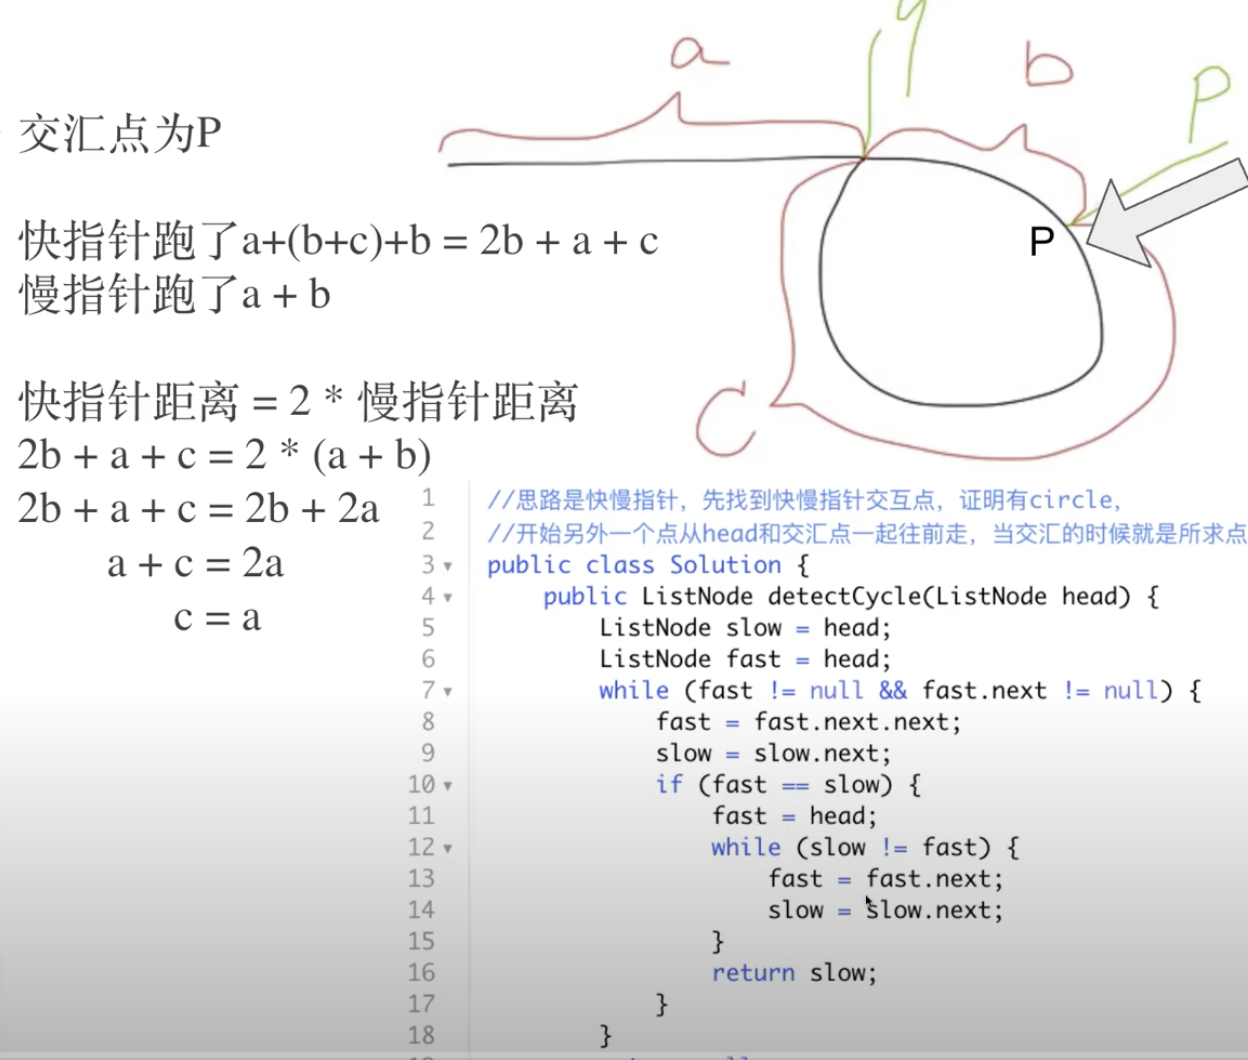 a
q
b
p
交汇点为P
快指针跑了a+(b+c)+b = 2b + a + c
慢指针跑了a + b
P
快指针距离 = 2 * 慢指针距离
C
2b + a + c = 2 * (a + b)
2b + a + c = 2b + 2a
a + c = 2a
c = a
1 //思路是快慢指针，先找到快慢指针交互点，证明有circle，
2 //开始另外一个点从head和交汇点一起往前走，当交汇的时候就是所求点
3 public class Solution {
4 public ListNode detectCycle(ListNode head) {
5 ListNode slow = head;
6 ListNode fast = head;
7 while (fast != null && fast.next != null) {
8 fast = fast.next.next;
9 slow = slow.next;
10 if (fast == slow) {
11 fast = head;
12 while (slow != fast) {
13 fast = fast.next;
14 slow = slow.next;
15 }
16 return slow;
17 }
18 }